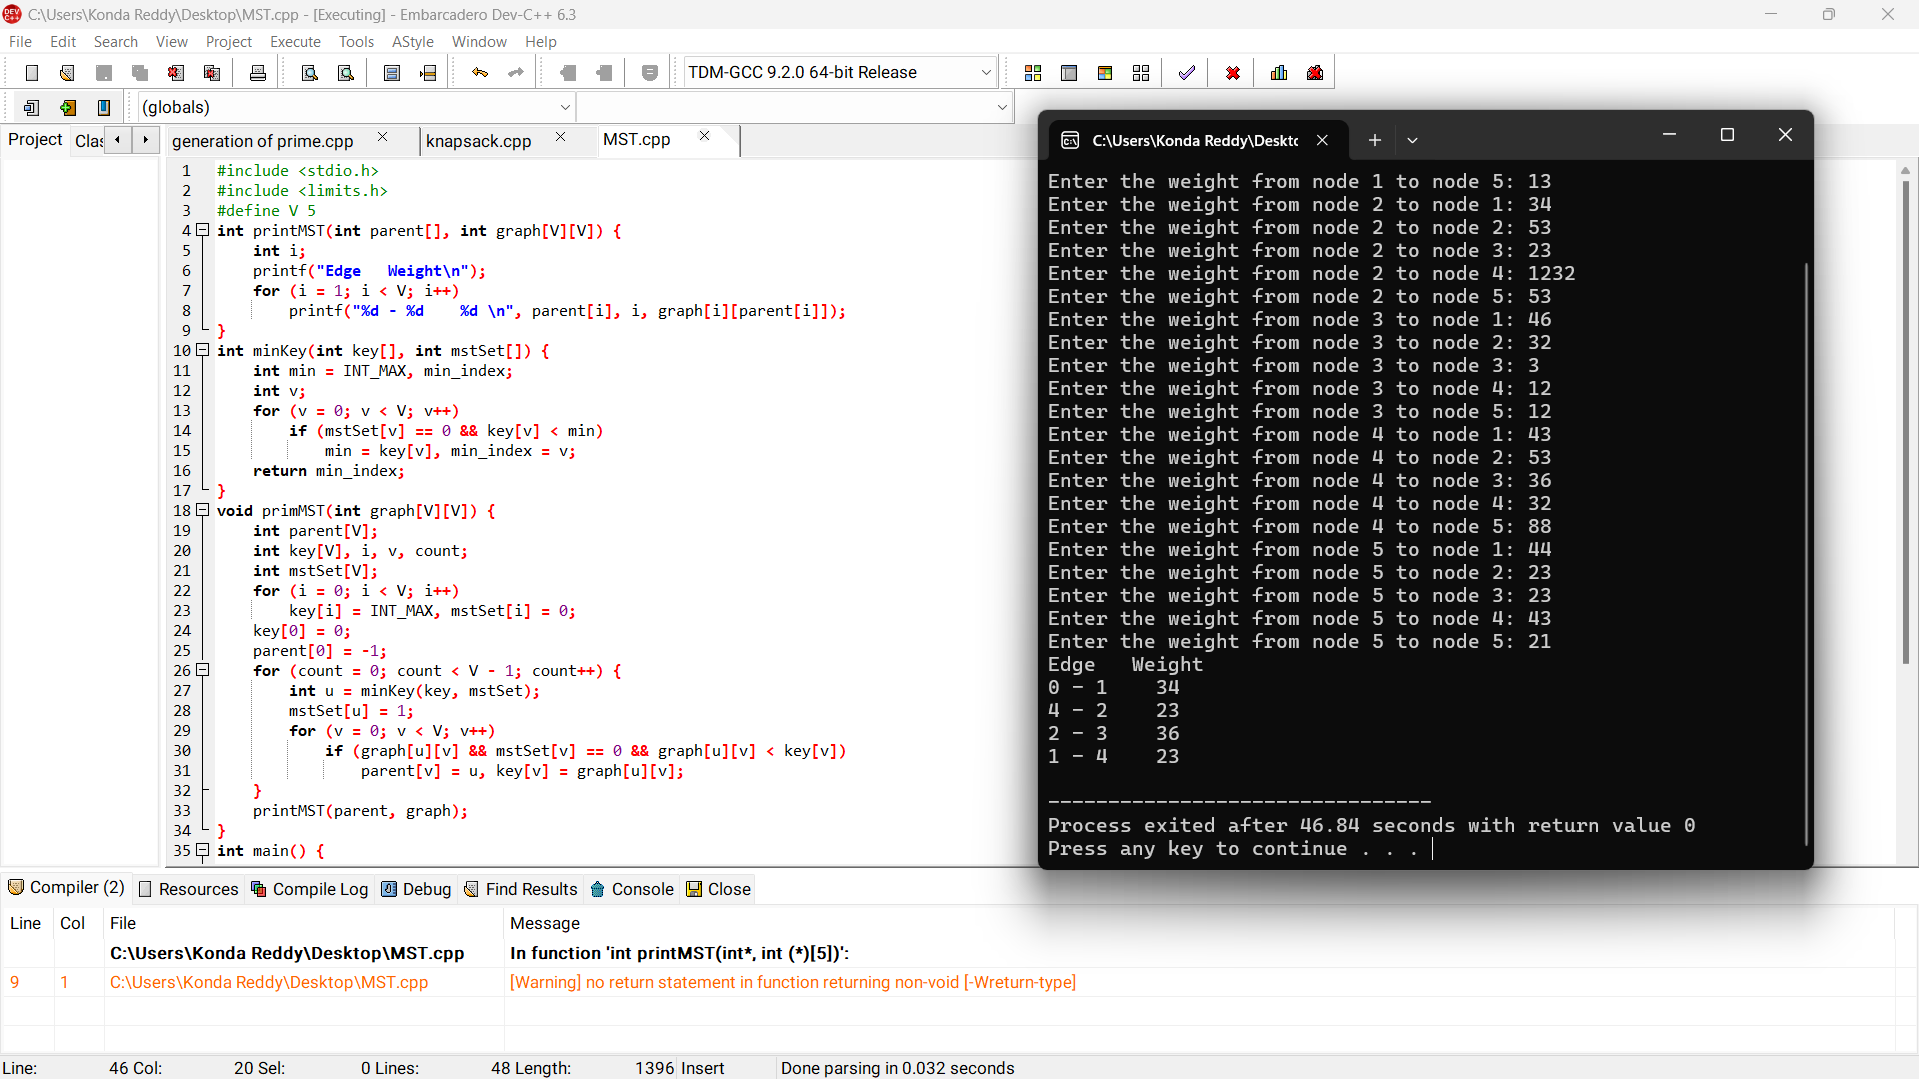 C:\Users\Konda Reddy\Desktop\MST.cpp - [Executing] - Embarcadero Dev-C++ 6.3
File Edit Search View Project Execute Tools AStyle Window Help
TDM-GCC 9.2.0 64-bit Release
(globals)
Project Clas
generation of prime.cpp
knapsack.cpp
MST.cpp
1 #include <stdio.h>
2 #include <limits.h>
3 #define V 5
4 int printMST(int parent[], int graph[V][V]) {
5 int i;
6 printf("Edge   Weight\n");
7 for (i = 1; i < V; i++)
8 printf("%d - %d    %d \n", parent[i], i, graph[i][parent[i]]);
9 }
10 int minKey(int key[], int mstSet[]) {
11 int min = INT_MAX, min_index;
12 int v;
13 for (v = 0; v < V; v++)
14 if (mstSet[v] == 0 && key[v] < min)
15 min = key[v], min_index = v;
16 return min_index;
17 }
18 void primMST(int graph[V][V]) {
19 int parent[V];
20 int key[V], i, v, count;
21 int mstSet[V];
22 for (i = 0; i < V; i++)
23 key[i] = INT_MAX, mstSet[i] = 0;
24 key[0] = 0;
25 parent[0] = -1;
26 for (count = 0; count < V - 1; count++) {
27 int u = minKey(key, mstSet);
28 mstSet[u] = 1;
29 for (v = 0; v < V; v++)
30 if (graph[u][v] && mstSet[v] == 0 && graph[u][v] < key[v])
31 parent[v] = u, key[v] = graph[u][v];
32 }
33 printMST(parent, graph);
34 }
35 int main() {
C:\Users\Konda Reddy\Deskto
Enter the weight from node 1 to node 5: 13
Enter the weight from node 2 to node 1: 34
Enter the weight from node 2 to node 2: 53
Enter the weight from node 2 to node 3: 23
Enter the weight from node 2 to node 4: 1232
Enter the weight from node 2 to node 5: 53
Enter the weight from node 3 to node 1: 46
Enter the weight from node 3 to node 2: 32
Enter the weight from node 3 to node 3: 3
Enter the weight from node 3 to node 4: 12
Enter the weight from node 3 to node 5: 12
Enter the weight from node 4 to node 1: 43
Enter the weight from node 4 to node 2: 53
Enter the weight from node 4 to node 3: 36
Enter the weight from node 4 to node 4: 32
Enter the weight from node 4 to node 5: 88
Enter the weight from node 5 to node 1: 44
Enter the weight from node 5 to node 2: 23
Enter the weight from node 5 to node 3: 23
Enter the weight from node 5 to node 4: 43
Enter the weight from node 5 to node 5: 21
Edge   Weight
0 - 1    34
4 - 2    23
2 - 3    36
1 - 4    23
--------------------------------
Process exited after 46.84 seconds with return value 0
Press any key to continue . . .
Compiler (2) Resources Compile Log Debug Find Results Console Close
Line Col File Message
C:\Users\Konda Reddy\Desktop\MST.cpp In function 'int printMST(int*, int (*)[5])':
9 1 C:\Users\Konda Reddy\Desktop\MST.cpp [Warning] no return statement in function returning non-void [-Wreturn-type]
Line: 46 Col: 20 Sel: 0 Lines: 48 Length: 1396 Insert Done parsing in 0.032 seconds